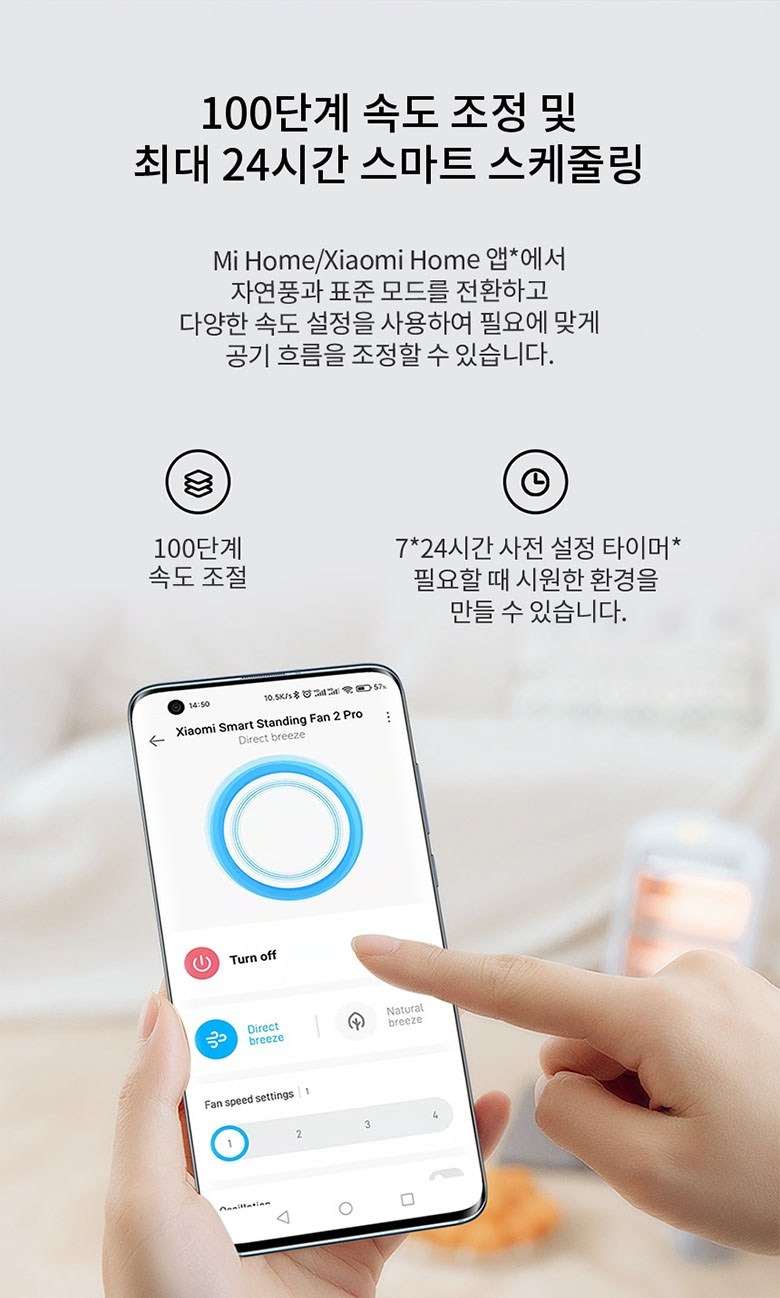 100단계 속도 조정 및
최대 24시간 스마트 스케줄링
Mi Home/Xiaomi Home 앱*에서
자연풍과 표준 모드를 전환하고
다양한 속도 설정을 사용하여 필요에 맞게
공기 흐름을 조정할 수 있습니다.
100단계
속도 조절
7*24시간 사전 설정 타이머*
필요할 때 시원한 환경을
만들 수 있습니다.
14:50 10.5K/s 57%
Xiaomi Smart Standing Fan 2 Pro
Direct breeze
Turn off
Direct
breeze
Natural
breeze
Fan speed settings | 1
1 2 3 4
Oscillation